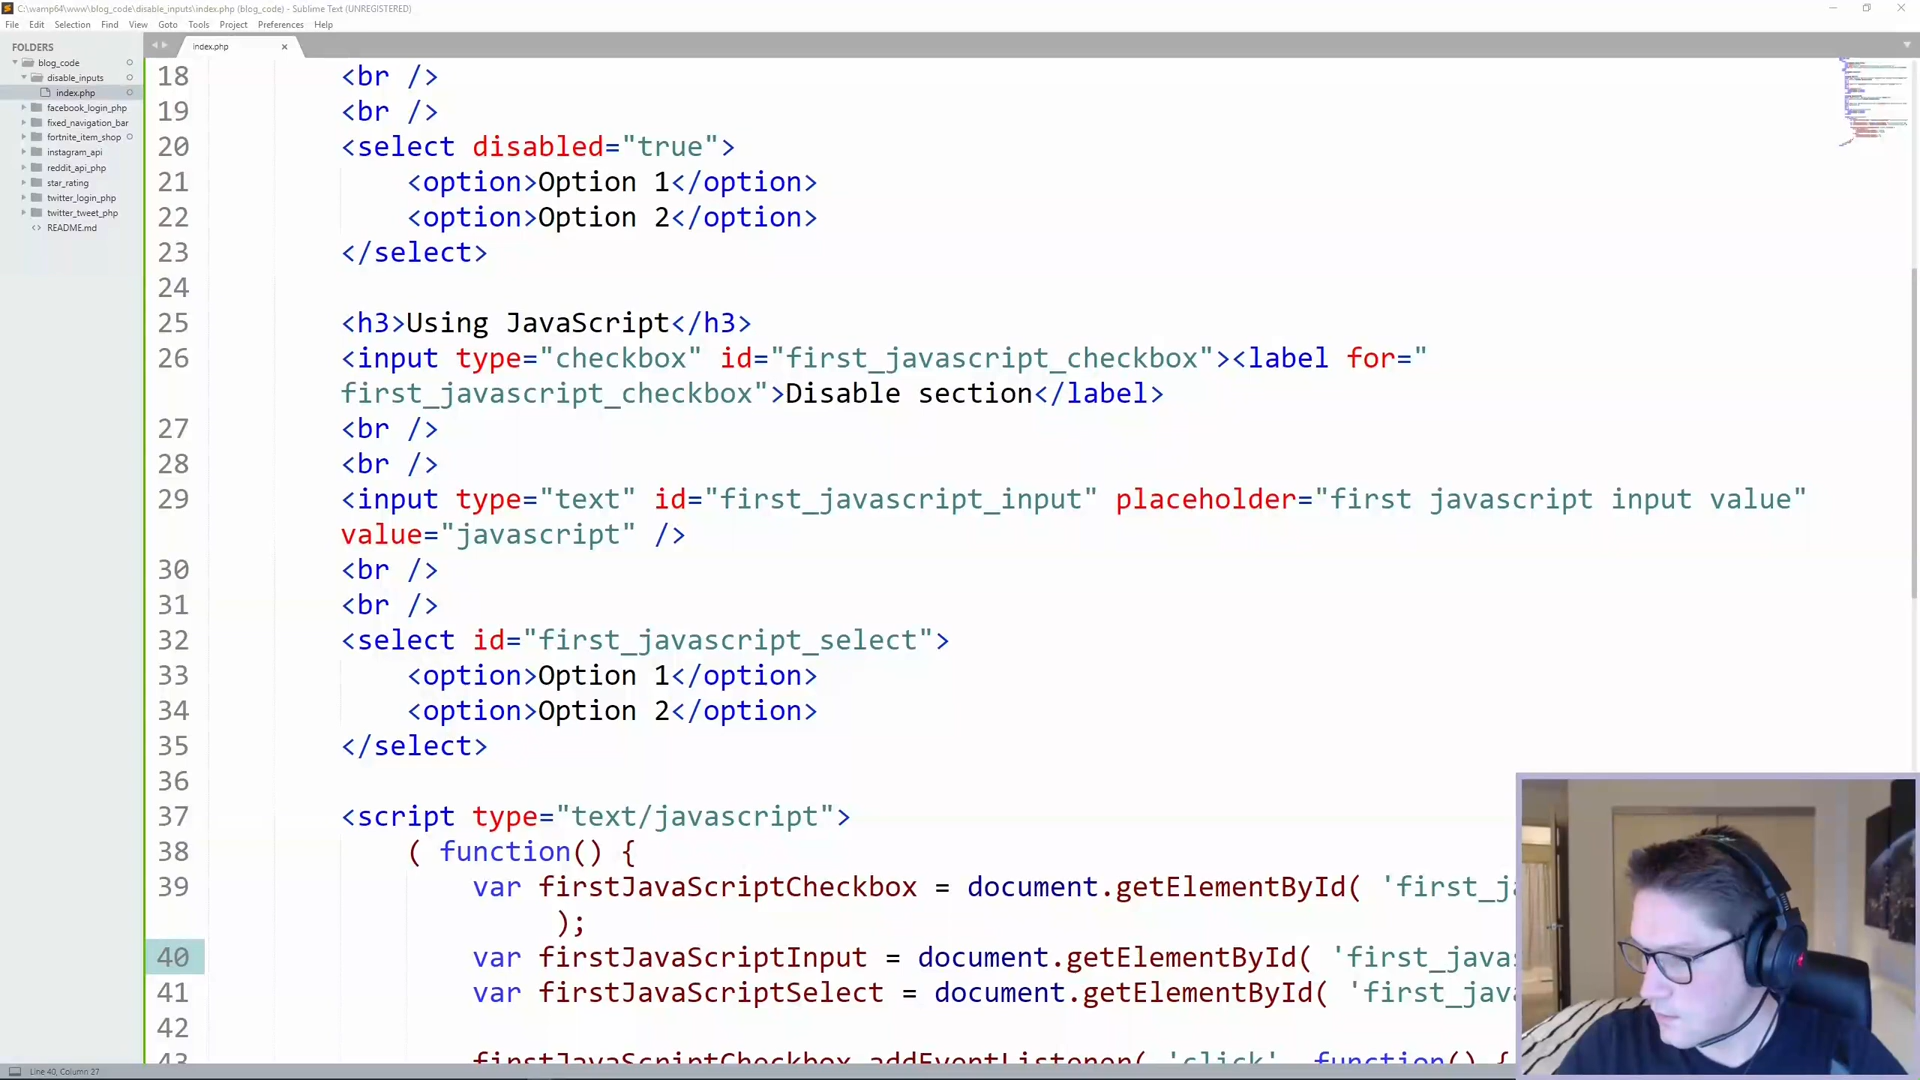 C:\wamp64\www\blog_code\disable_inputs\index.php (blog_code) - Sublime Text (UNREGISTERED)
File Edit Selection Find View Goto Tools Project Preferences Help
FOLDERS
blog_code
disable_inputs
index.php
facebook_login_php
fixed_navigation_bar
fortnite_item_shop
instagram_api
reddit_api_php
star_rating
twitter_login_php
twitter_tweet_php
README.md
index.php
18 <br />
19 <br />
20 <select disabled="true">
21 <option>Option 1</option>
22 <option>Option 2</option>
23 </select>
24
25 <h3>Using JavaScript</h3>
26 <input type="checkbox" id="first_javascript_checkbox"><label for="
first_javascript_checkbox">Disable section</label>
27 <br />
28 <br />
29 <input type="text" id="first_javascript_input" placeholder="first javascript input value"
value="javascript" />
30 <br />
31 <br />
32 <select id="first_javascript_select">
33 <option>Option 1</option>
34 <option>Option 2</option>
35 </select>
36
37 <script type="text/javascript">
38 ( function() {
39 var firstJavaScriptCheckbox = document.getElementById( 'first_ja
);
40 var firstJavaScriptInput = document.getElementById( 'first_javas
41 var firstJavaScriptSelect = document.getElementById( 'first_java
42
43 firstJavaScriptCheckbox.addEventListener( 'click', function() {
Line 40, Column 27